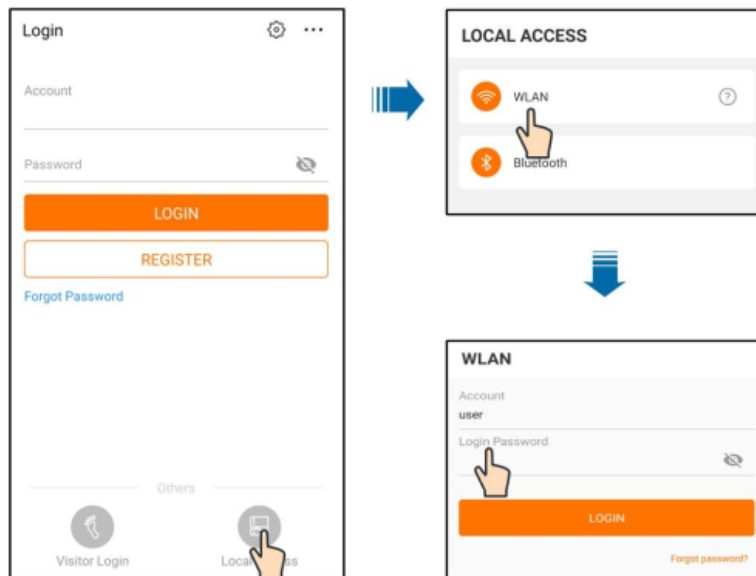 Login
Account
Password
LOGIN
REGISTER
Forgot Password
Others
Visitor Login
LOCAL ACCESS
WLAN
Bluetooth
WLAN
Account
user
Login Password
LOGIN
Forgot password?